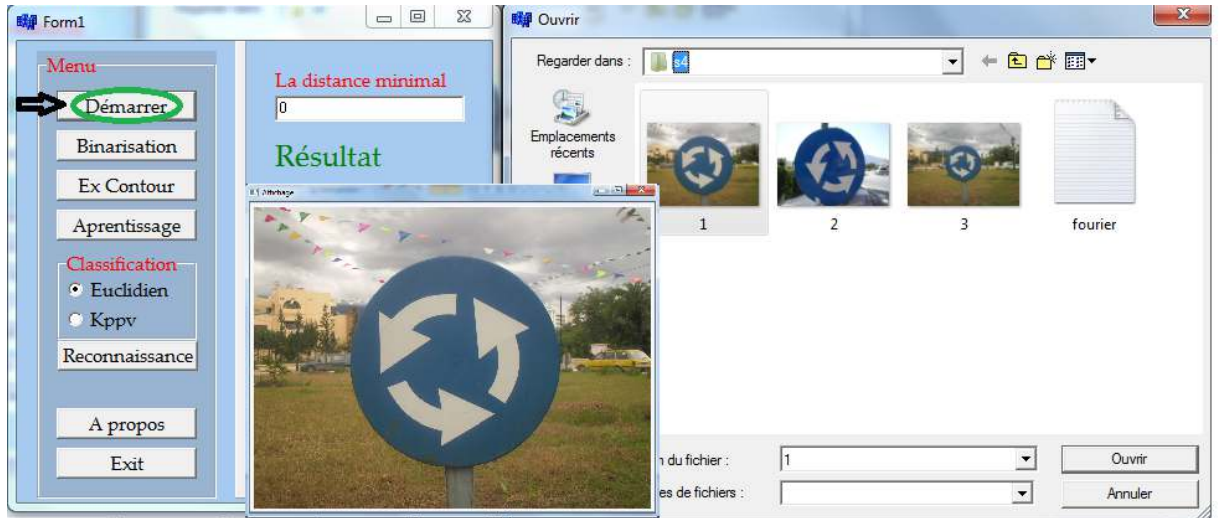 Form1
Menu
Démarrer
Binarisation
Ex Contour
Aprentissage
Classification
Euclidien
Kppv
Reconnaissance
A propos
Exit
La distance minimal
0
Résultat
Affichage
Ouvrir
Regarder dans :
s4
Emplacements
récents
1
2
3
fourier
n du fichier :
1
Ouvrir
es de fichiers :
Annuler